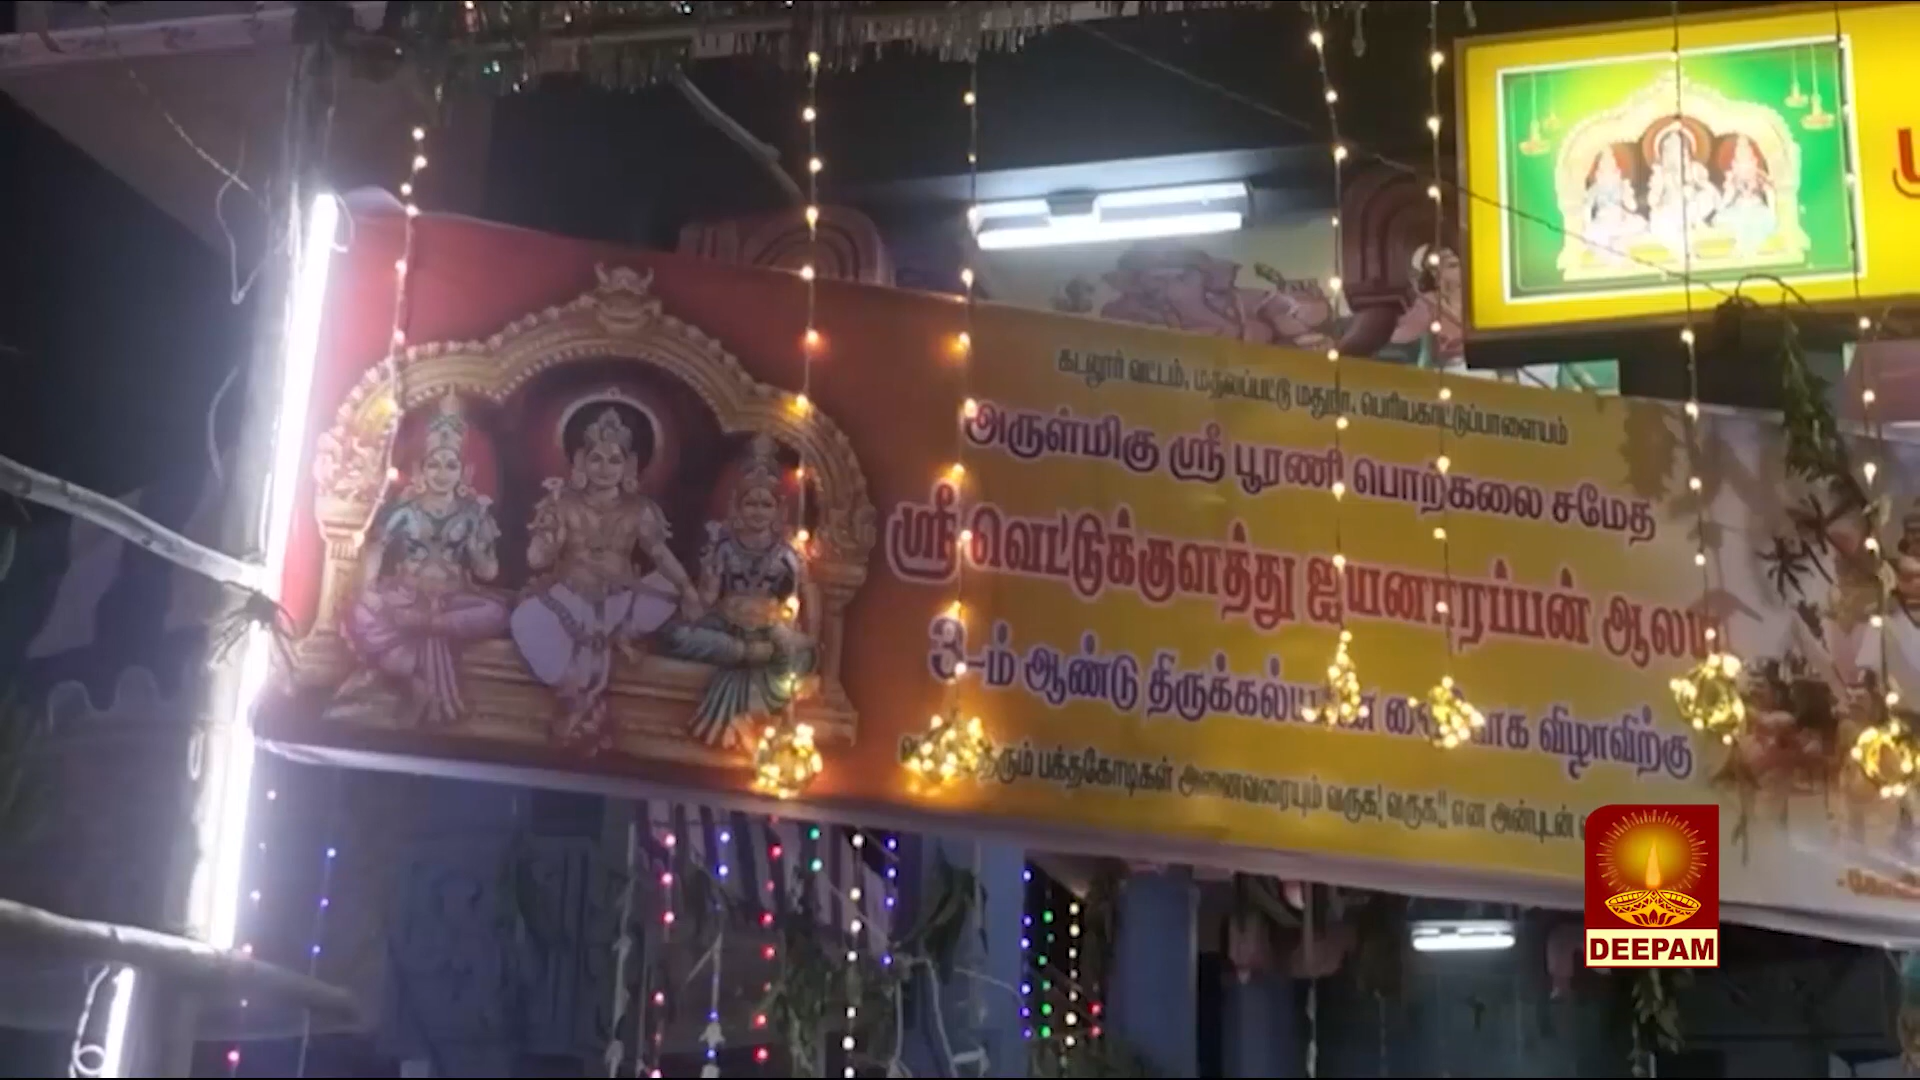 கடலூர் வட்டம், மதலப்பட்டு மதுரா, பெரியகாட்டுப்பாளையம்
அருள்மிகு ஸ்ரீ பூரணி பொற்கலை சமேத
ஸ்ரீ வெட்டுக்குளத்து ஐயனாரப்பன் ஆலய
3-ம் ஆண்டு திருக்கல்யாண வைபோக விழாவிற்கு
பக்தகோடிகள் அனைவரையும் வருக! வருக!! என அன்புடன்
DEEPAM